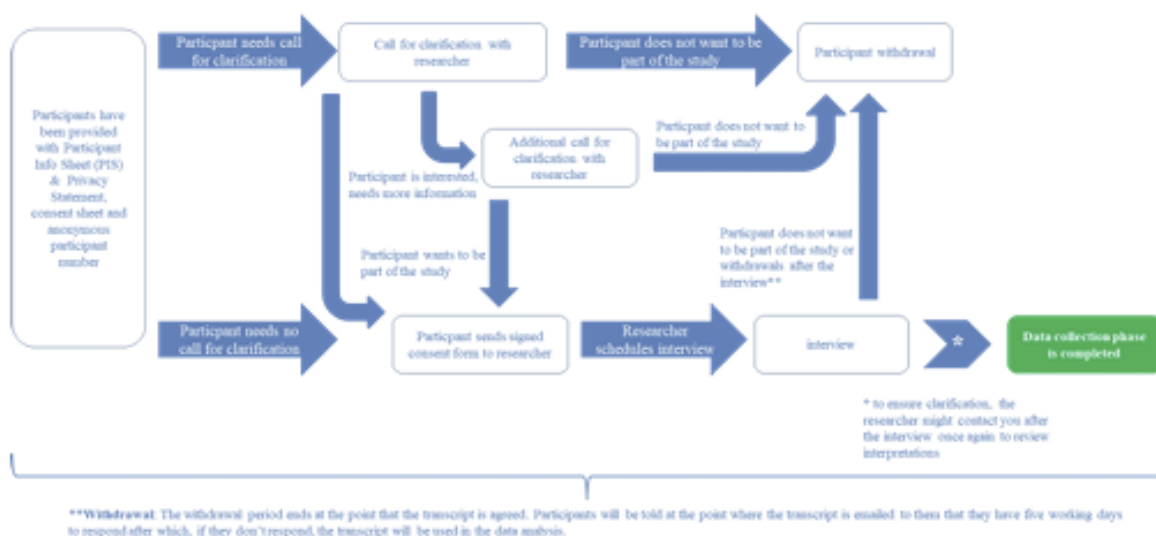 Particpant needs call
for clarification
Call for clarification with
researcher
Particpant does not want to be
part of the study
Participant withdrawal
Participants have
been provided
with Participant
Info Sheet (PIS)
& Privacy
Statement,
consent sheet and
anonymous
participant
number
Additional call for
clarification with
researcher
Particpant does not want to
be part of the study
Participant is interested,
needs more information
Participant wants to be
part of the study
Participant does not want
to be part of the study or
withdrawals after the
interview**
Particpant needs no
call for clarification
Particpant sends signed
consent form to researcher
Researcher
schedules interview
interview
*
Data collection phase
is completed
* to ensure clarification, the
researcher might contact you after
the interview once again to review
interpretations
**Withdrawal: The withdrawal period ends at the point that the transcript is agreed. Participants will be told at the point where the transcript is emailed to them that they have five working days
to respond after which, if they don't respond, the transcript will be used in the data analysis.